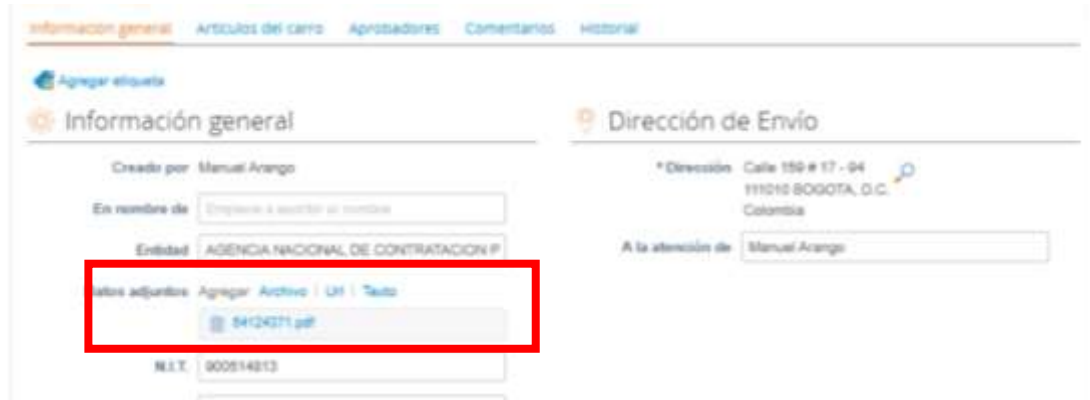 Información general Artículos del carro Aprobadores Comentarios Historial
Agregar etiqueta
Información general
Creado por Manuel Arango
En nombre de Empiece a escribir el nombre
Entidad AGENCIA NACIONAL DE CONTRATACION P
Datos adjuntos Agregar Archivo | Url | Texto
84124371.pdf
N.I.T. 900514813
Dirección de Envío
* Dirección Calle 159 # 17 - 94
111010 BOGOTA, D.C.
Colombia
A la atención de Manuel Arango